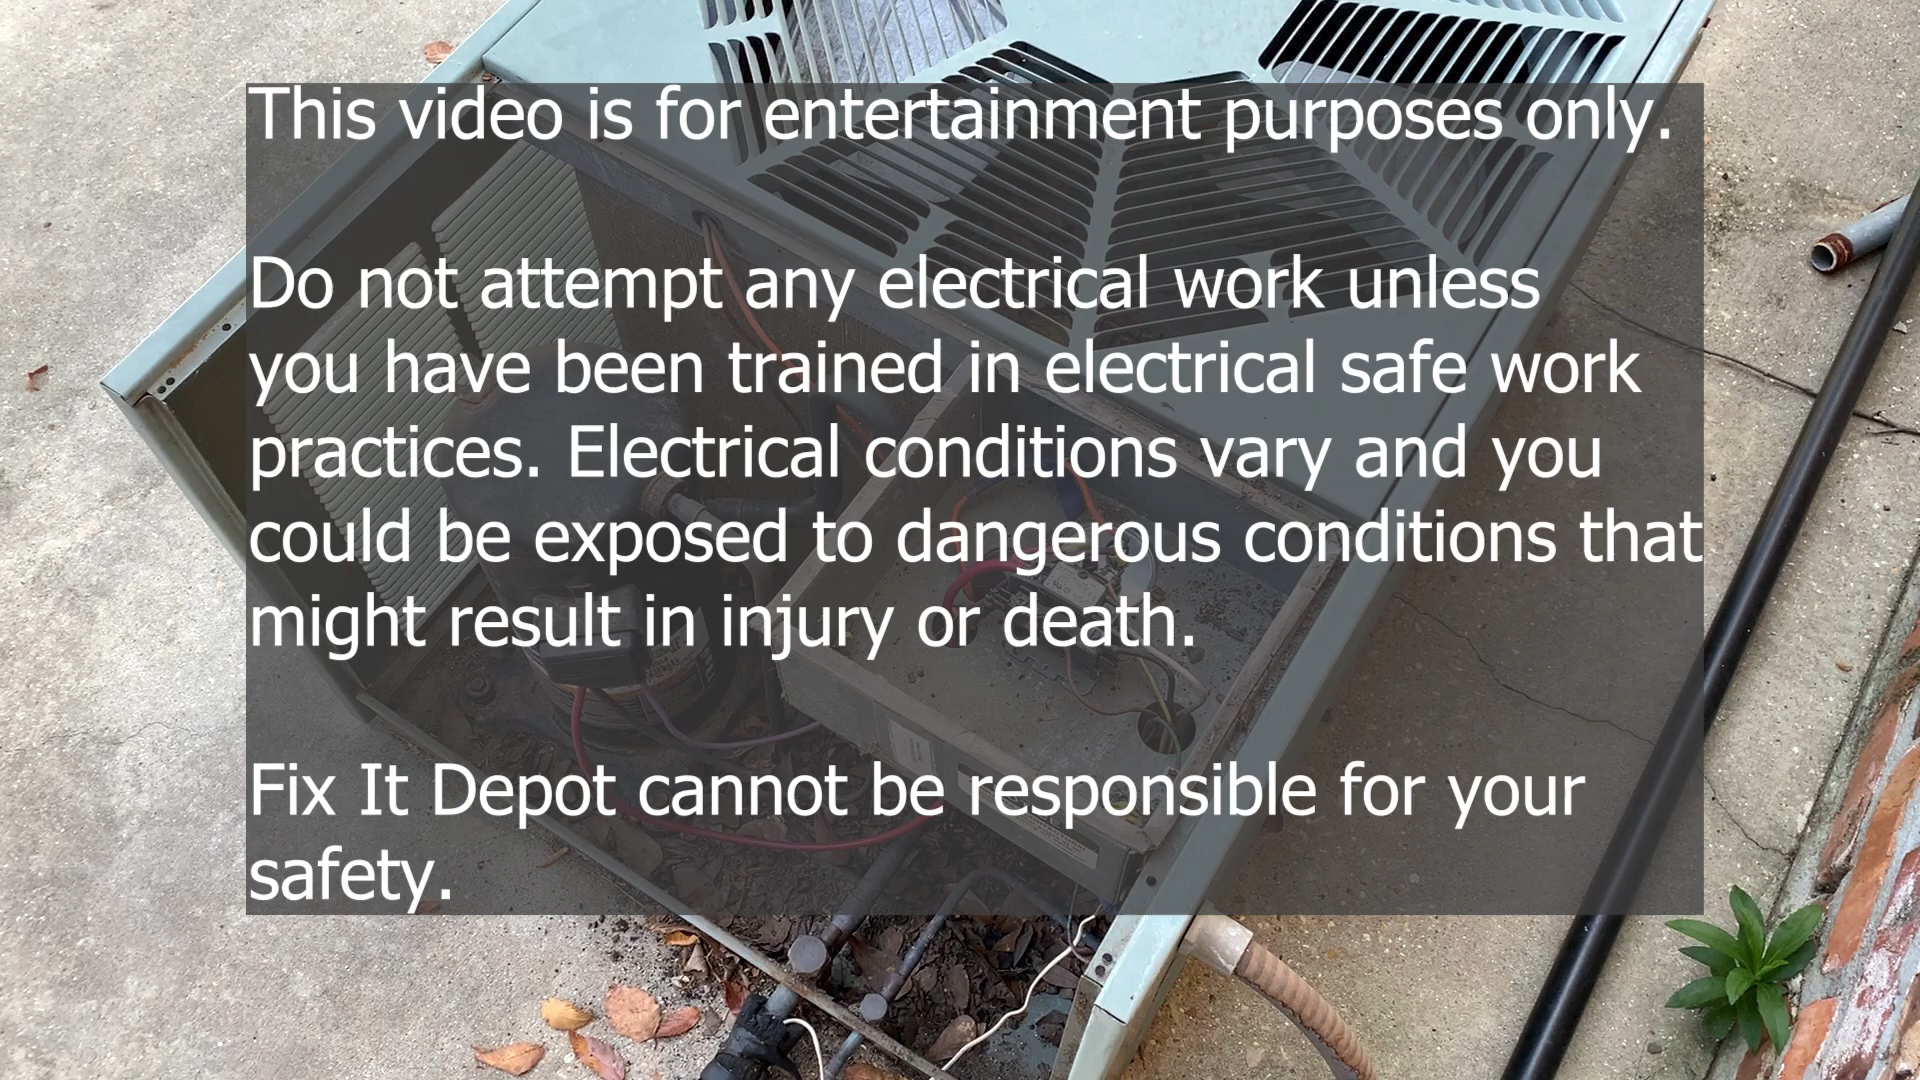 This video is for entertainment purposes only.
Do not attempt any electrical work unless
you have been trained in electrical safe work
practices. Electrical conditions vary and you
could be exposed to dangerous conditions that
might result in injury or death.
Fix It Depot cannot be responsible for your
safety.